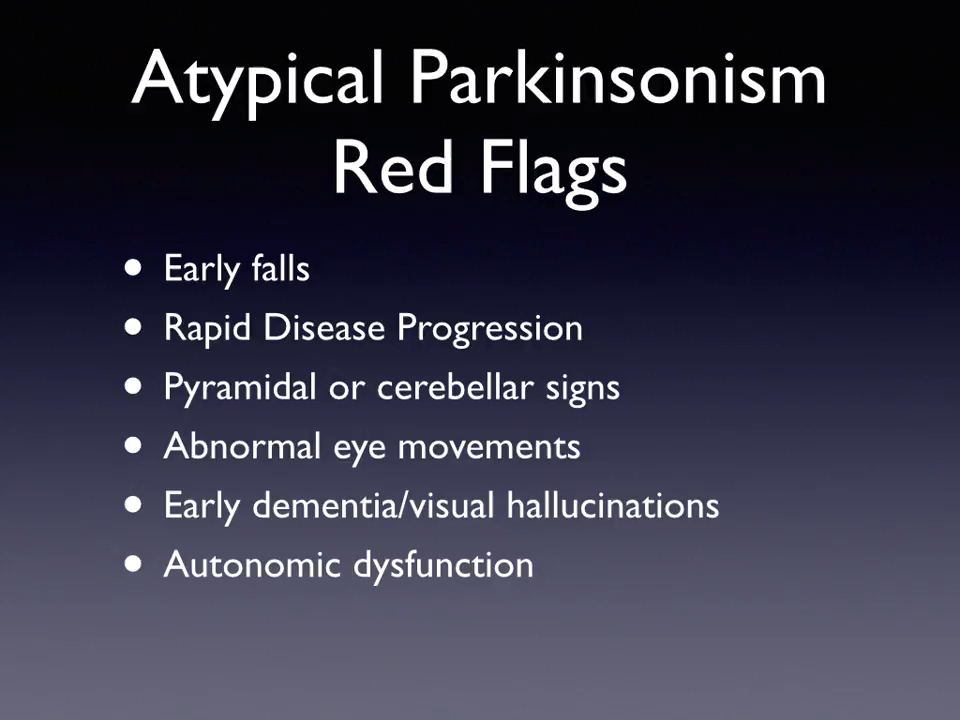 Atypical Parkinsonism
Red Flags
• Early falls
• Rapid Disease Progression
• Pyramidal or cerebellar signs
• Abnormal eye movements
• Early dementia/visual hallucinations
• Autonomic dysfunction